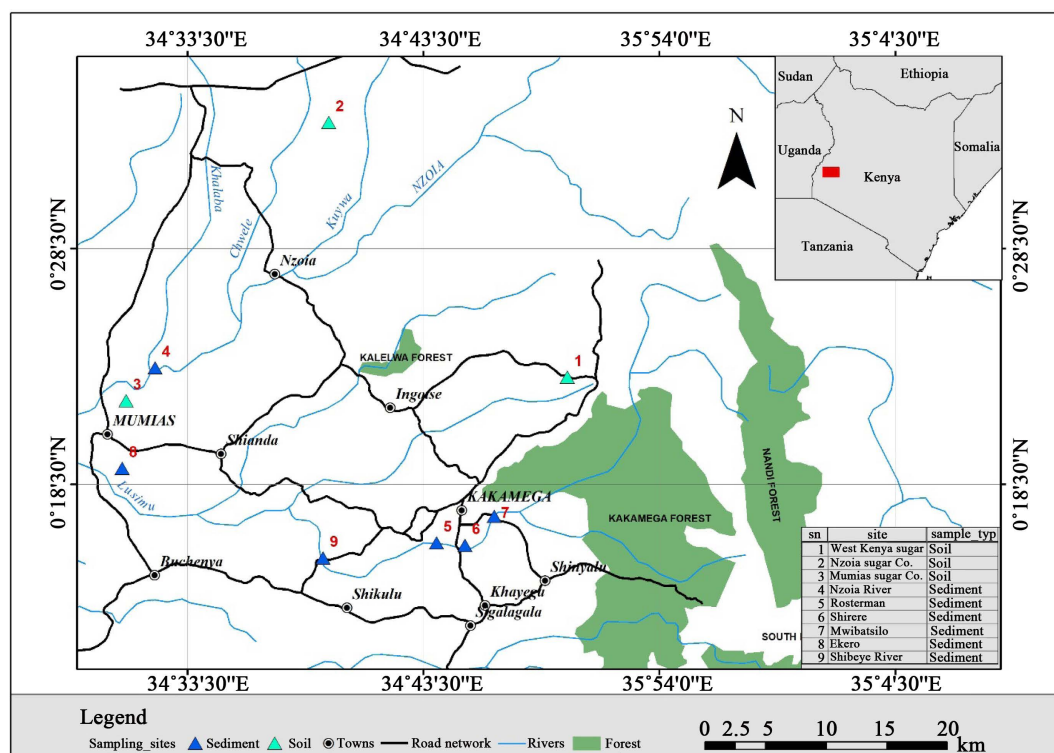 34°33'30"E 34°43'30"E 35°54'0"E 35°4'30"E
Sudan Ethiopia
Uganda Somalia
Kenya
Tanzania
N
2
Khalaba
Chwele
Kuywa
NZOIA
0°28'30"N 0°28'30"N
Nzoia
KALELWA FOREST
4
1
3
Ingotse
MUMIAS
Shianda
8
Lusimu
NANDI FOREST
0°18'30"N 0°18'30"N
KAKAMEGA
7
KAKAMEGA FOREST
5 6
9
Buchenya
Shinyalu
Shikulu
Khayegu
Sigalagala
SOUTH
sn site sample_typ
1 West Kenya sugar Soil
2 Nzoia sugar Co. Soil
3 Mumias sugar Co. Soil
4 Nzoia River Sediment
5 Rosterman Sediment
6 Shirere Sediment
7 Mwibatsilo Sediment
8 Ekero Sediment
9 Shibeye River Sediment
34°33'30"E 34°43'30"E 35°54'0"E 35°4'30"E
Legend
Sampling_sites Sediment Soil Towns Road network Rivers Forest
0 2.5 5 10 15 20
km